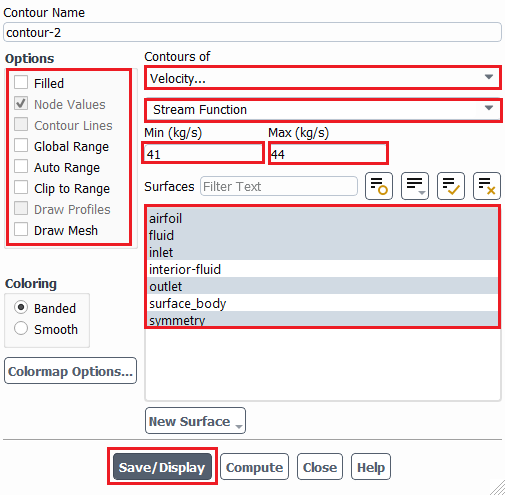 Contour Name
contour-2
Options
Filled
Node Values
Contour Lines
Global Range
Auto Range
Clip to Range
Draw Profiles
Draw Mesh
Coloring
Banded
Smooth
Colormap Options...
Contours of
Velocity...
Stream Function
Min (kg/s) Max (kg/s)
41 44
Surfaces Filter Text
airfoil
fluid
inlet
interior-fluid
outlet
surface_body
symmetry
New Surface
Save/Display Compute Close Help